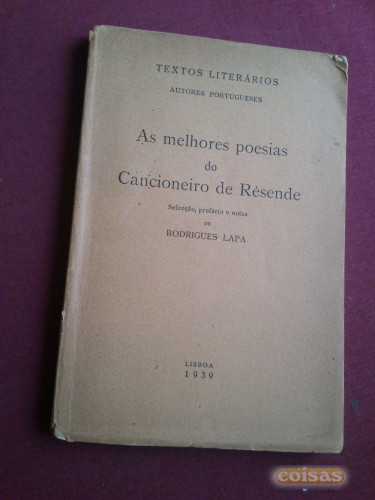 TEXTOS LITERÁRIOS
AUTORES PORTUGUESES
As melhores poesias
do
Cancioneiro de Resende
Selecção, prefácio e notas
DE
RODRIGUES LAPA
LISBOA
1939
coisas